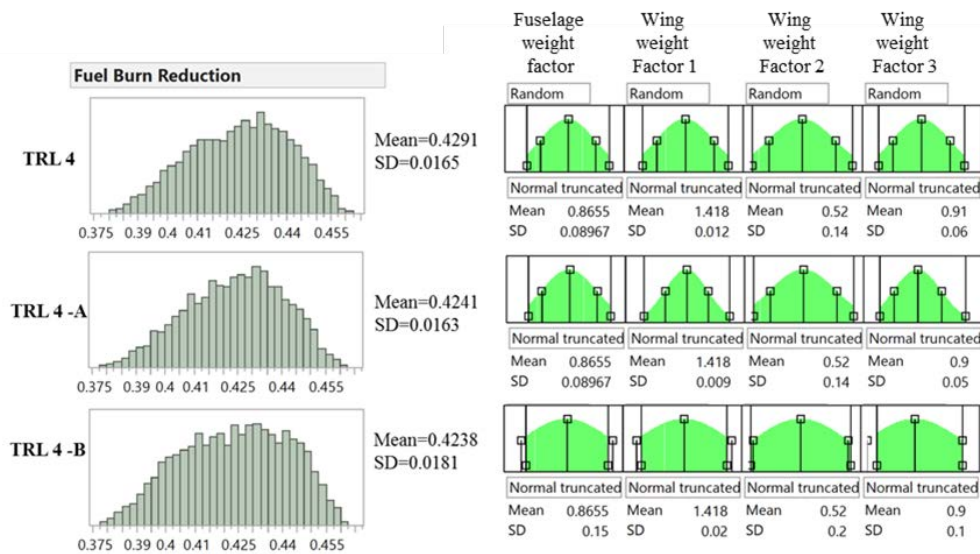 Fuselage weight factor
Wing weight Factor 1
Wing weight Factor 2
Wing weight Factor 3
Fuel Burn Reduction
Random Random Random Random
TRL 4
Mean=0.4291
SD=0.0165
0.375 0.39 0.4 0.41 0.425 0.44 0.455
Normal truncated Normal truncated Normal truncated Normal truncated
Mean 0.8655 Mean 1.418 Mean 0.52 Mean 0.91
SD 0.08967 SD 0.012 SD 0.14 SD 0.06
TRL 4 -A
Mean=0.4241
SD=0.0163
0.375 0.39 0.4 0.41 0.425 0.44 0.455
Normal truncated Normal truncated Normal truncated Normal truncated
Mean 0.8655 Mean 1.418 Mean 0.52 Mean 0.9
SD 0.08967 SD 0.009 SD 0.14 SD 0.05
TRL 4 -B
Mean=0.4238
SD=0.0181
0.375 0.39 0.4 0.41 0.425 0.44 0.455
Normal truncated Normal truncated Normal truncated Normal truncated
Mean 0.8655 Mean 1.418 Mean 0.52 Mean 0.9
SD 0.15 SD 0.02 SD 0.2 SD 0.1